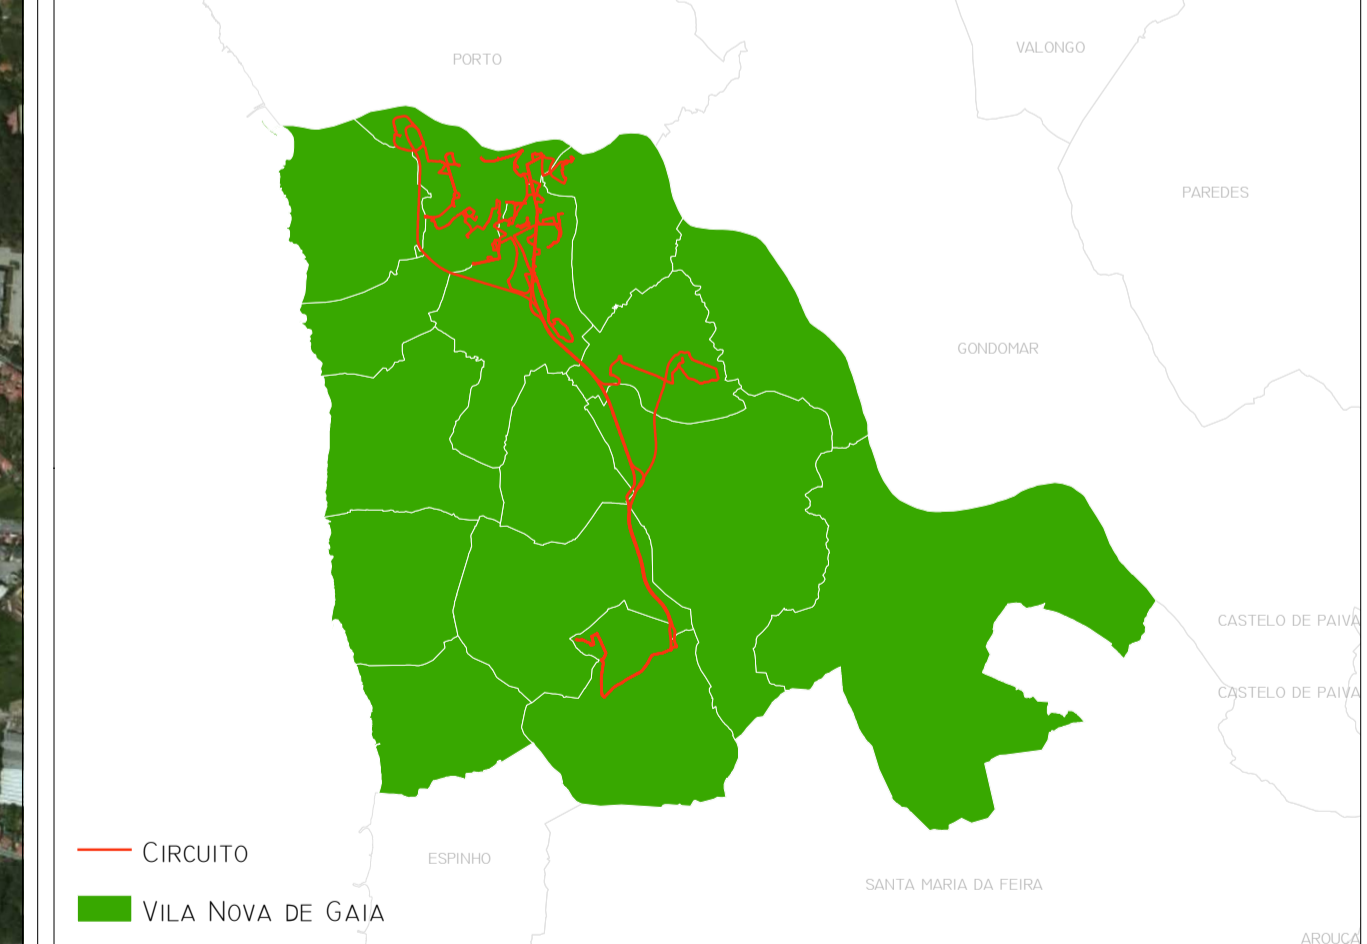 PORTO
VALONGO
PAREDES
GONDOMAR
CASTELO DE PAIVA
CASTELO DE PAIVA
CIRCUITO
ESPINHO
SANTA MARIA DA FEIRA
VILA NOVA DE GAIA
AROUCA